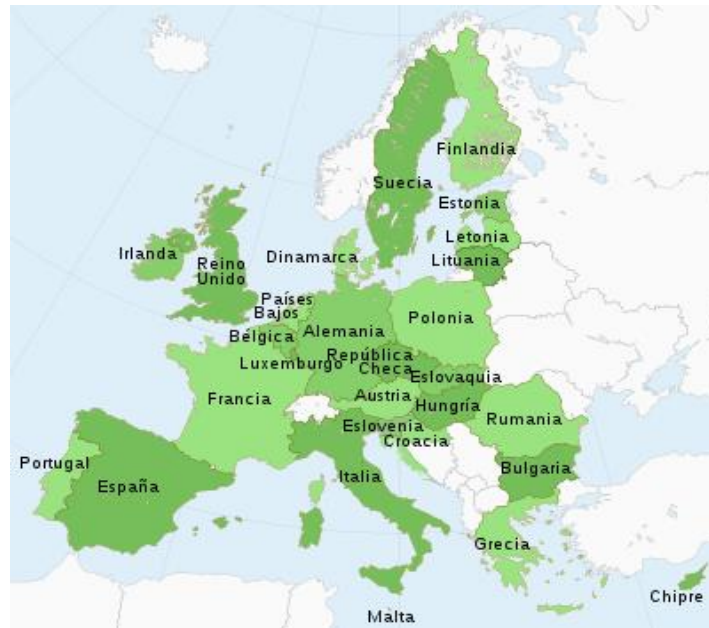 Finlandia
Suecia
Estonia
Letonia
Lituania
Irlanda
Reino
Unido
Dinamarca
Países
Bajos
Bélgica
Alemania
Polonia
Luxemburgo
República
Checa
Eslovaquia
Francia
Austria
Hungría
Rumania
Eslovenia
Croacia
Portugal
España
Italia
Bulgaria
Grecia
Chipre
Malta